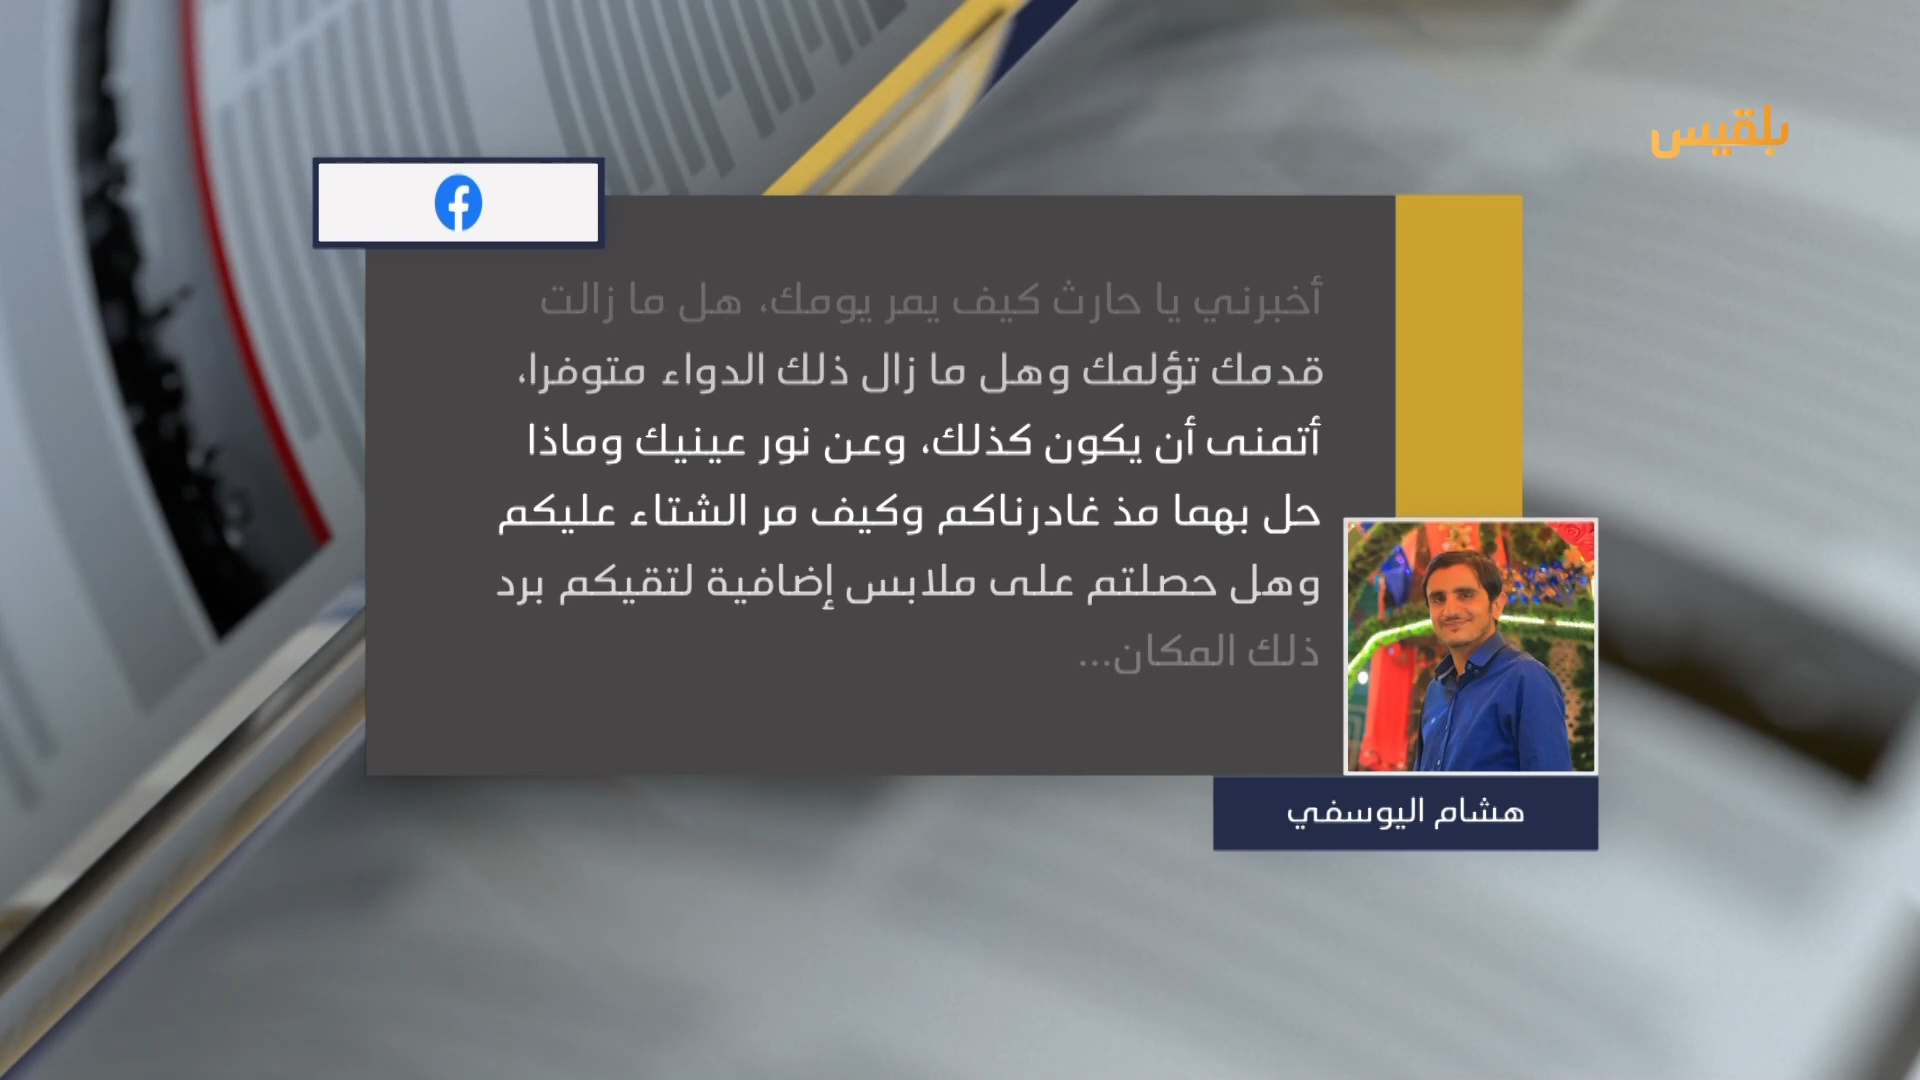 بلقيس
أخبرني يا حارث كيف يمر يومك، هل ما زالت
قدمك تؤلمك وهل ما زال ذلك الدواء متوفرا،
أتمنى أن يكون كذلك، وعن نور عينيك وماذا
حل بهما مذ غادرناكم وكيف مر الشتاء عليكم
وهل حصلتم على ملابس إضافية لتقيكم برد
ذلك المكان...
هشام اليوسفي